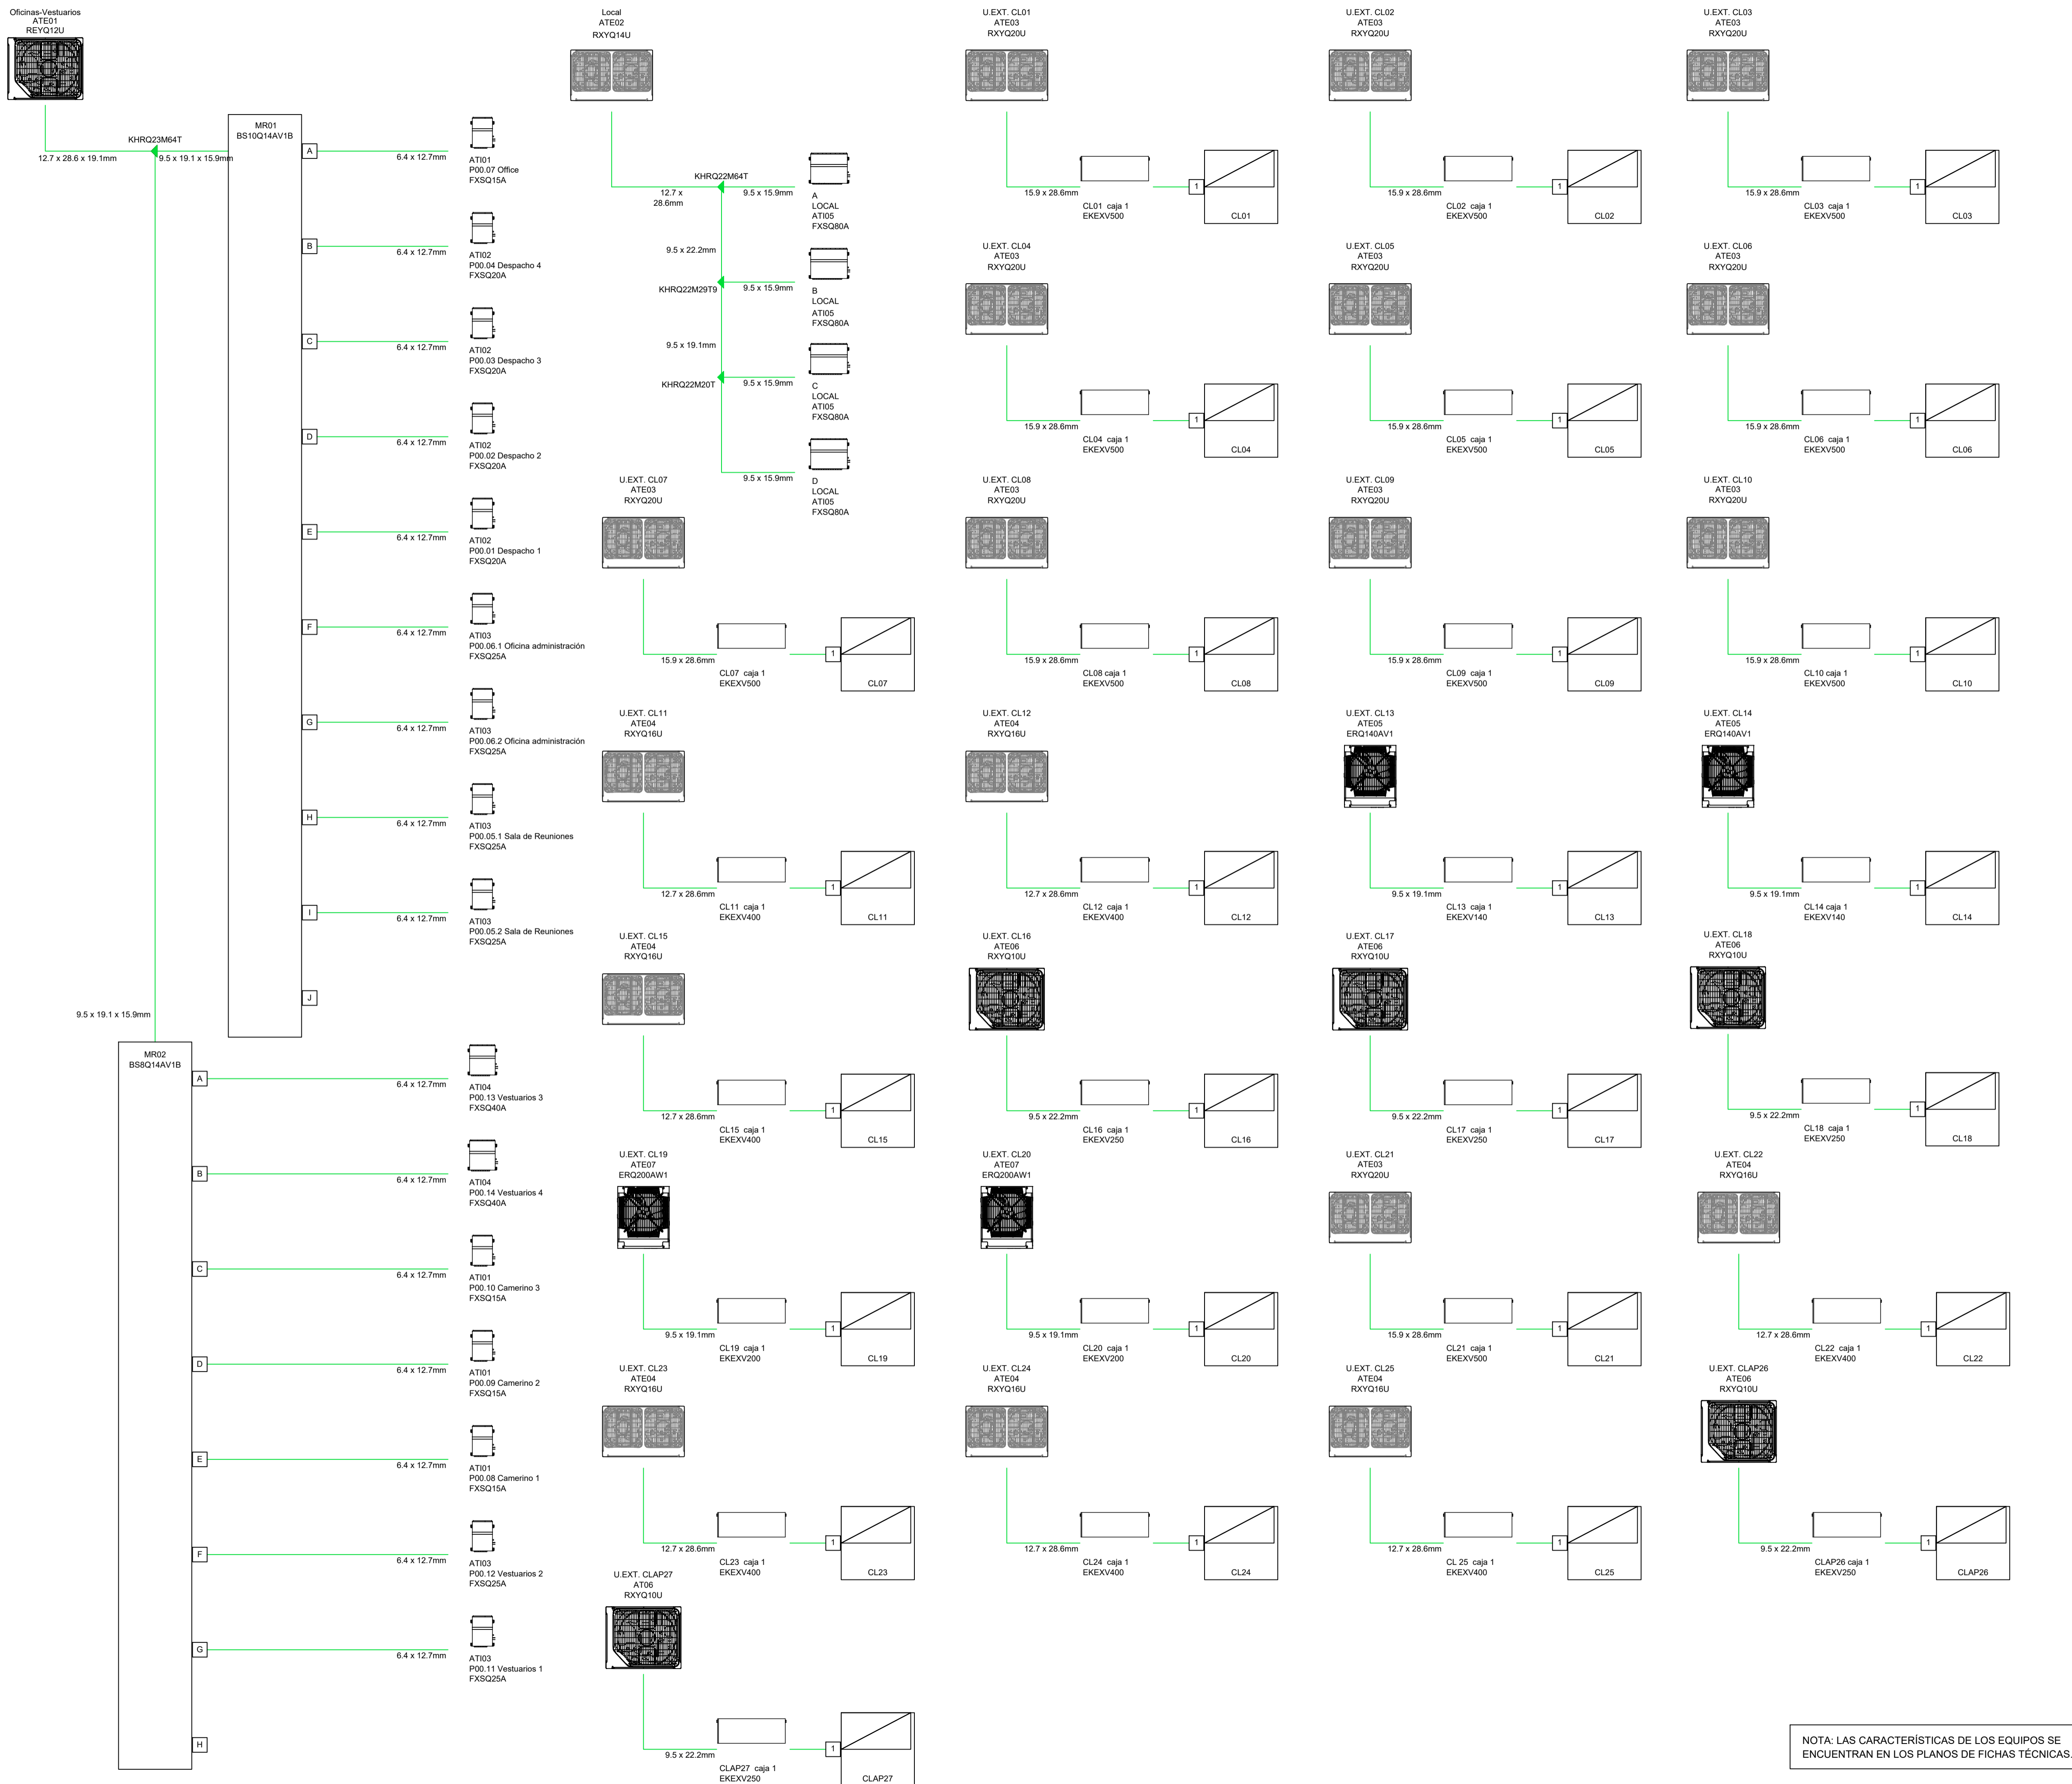 Oficinas-Vestuarios
ATE01
REYQ12U
KHRQ23M64T
12.7 x 28.6 x 19.1mm
9.5 x 19.1 x 15.9mm
9.5 x 19.1 x 15.9mm
MR01
BS10Q14AV1B
A
6.4 x 12.7mm
ATI01
P00.07 Office
FXSQ15A
B
6.4 x 12.7mm
ATI02
P00.04 Despacho 4
FXSQ20A
C
6.4 x 12.7mm
ATI02
P00.03 Despacho 3
FXSQ20A
D
6.4 x 12.7mm
ATI02
P00.02 Despacho 2
FXSQ20A
E
6.4 x 12.7mm
ATI02
P00.01 Despacho 1
FXSQ20A
F
6.4 x 12.7mm
ATI03
P00.06.1 Oficina administración
FXSQ25A
G
6.4 x 12.7mm
ATI03
P00.06.2 Oficina administración
FXSQ25A
H
6.4 x 12.7mm
ATI03
P00.05.1 Sala de Reuniones
FXSQ25A
I
6.4 x 12.7mm
ATI03
P00.05.2 Sala de Reuniones
FXSQ25A
J
MR02
BS8Q14AV1B
A
6.4 x 12.7mm
ATI04
P00.13 Vestuarios 3
FXSQ40A
B
6.4 x 12.7mm
ATI04
P00.14 Vestuarios 4
FXSQ40A
C
6.4 x 12.7mm
ATI01
P00.10 Camerino 3
FXSQ15A
D
6.4 x 12.7mm
ATI01
P00.09 Camerino 2
FXSQ15A
E
6.4 x 12.7mm
ATI01
P00.08 Camerino 1
FXSQ15A
F
6.4 x 12.7mm
ATI03
P00.12 Vestuarios 2
FXSQ25A
G
6.4 x 12.7mm
ATI03
P00.11 Vestuarios 1
FXSQ25A
H
Local
ATE02
RXYQ14U
KHRQ22M64T
12.7 x
28.6mm
9.5 x 15.9mm
A
LOCAL
ATI05
FXSQ80A
9.5 x 22.2mm
KHRQ22M29T9
9.5 x 15.9mm
B
LOCAL
ATI05
FXSQ80A
9.5 x 19.1mm
KHRQ22M20T
9.5 x 15.9mm
C
LOCAL
ATI05
FXSQ80A
9.5 x 15.9mm
D
LOCAL
ATI05
FXSQ80A
U.EXT. CL01
ATE03
RXYQ20U
15.9 x 28.6mm
CL01 caja 1
EKEXV500
1
CL01
U.EXT. CL02
ATE03
RXYQ20U
15.9 x 28.6mm
CL02 caja 1
EKEXV500
1
CL02
U.EXT. CL03
ATE03
RXYQ20U
15.9 x 28.6mm
CL03 caja 1
EKEXV500
1
CL03
U.EXT. CL04
ATE03
RXYQ20U
15.9 x 28.6mm
CL04 caja 1
EKEXV500
1
CL04
U.EXT. CL05
ATE03
RXYQ20U
15.9 x 28.6mm
CL05 caja 1
EKEXV500
1
CL05
U.EXT. CL06
ATE03
RXYQ20U
15.9 x 28.6mm
CL06 caja 1
EKEXV500
1
CL06
U.EXT. CL07
ATE03
RXYQ20U
15.9 x 28.6mm
CL07 caja 1
EKEXV500
1
CL07
U.EXT. CL08
ATE03
RXYQ20U
15.9 x 28.6mm
CL08 caja 1
EKEXV500
1
CL08
U.EXT. CL09
ATE03
RXYQ20U
15.9 x 28.6mm
CL09 caja 1
EKEXV500
1
CL09
U.EXT. CL10
ATE03
RXYQ20U
15.9 x 28.6mm
CL10 caja 1
EKEXV500
1
CL10
U.EXT. CL11
ATE04
RXYQ16U
12.7 x 28.6mm
CL11 caja 1
EKEXV400
1
CL11
U.EXT. CL12
ATE04
RXYQ16U
12.7 x 28.6mm
CL12 caja 1
EKEXV400
1
CL12
U.EXT. CL13
ATE05
ERQ140AV1
9.5 x 19.1mm
CL13 caja 1
EKEXV140
1
CL13
U.EXT. CL14
ATE05
ERQ140AV1
9.5 x 19.1mm
CL14 caja 1
EKEXV140
1
CL14
U.EXT. CL15
ATE04
RXYQ16U
12.7 x 28.6mm
CL15 caja 1
EKEXV400
1
CL15
U.EXT. CL16
ATE06
RXYQ10U
9.5 x 22.2mm
CL16 caja 1
EKEXV250
1
CL16
U.EXT. CL17
ATE06
RXYQ10U
9.5 x 22.2mm
CL17 caja 1
EKEXV250
1
CL17
U.EXT. CL18
ATE06
RXYQ10U
9.5 x 22.2mm
CL18 caja 1
EKEXV250
1
CL18
U.EXT. CL19
ATE07
ERQ200AW1
9.5 x 19.1mm
CL19 caja 1
EKEXV200
1
CL19
U.EXT. CL20
ATE07
ERQ200AW1
9.5 x 19.1mm
CL20 caja 1
EKEXV200
1
CL20
U.EXT. CL21
ATE03
RXYQ20U
15.9 x 28.6mm
CL21 caja 1
EKEXV500
1
CL21
U.EXT. CL22
ATE04
RXYQ16U
12.7 x 28.6mm
CL22 caja 1
EKEXV400
1
CL22
U.EXT. CL23
ATE04
RXYQ16U
12.7 x 28.6mm
CL23 caja 1
EKEXV400
1
CL23
U.EXT. CL24
ATE04
RXYQ16U
12.7 x 28.6mm
CL24 caja 1
EKEXV400
1
CL24
U.EXT. CL25
ATE04
RXYQ16U
12.7 x 28.6mm
CL 25 caja 1
EKEXV400
1
CL25
U.EXT. CLAP26
ATE06
RXYQ10U
9.5 x 22.2mm
CLAP26 caja 1
EKEXV250
1
CLAP26
U.EXT. CLAP27
AT06
RXYQ10U
9.5 x 22.2mm
CLAP27 caja 1
EKEXV250
1
CLAP27
NOTA: LAS CARACTERÍSTICAS DE LOS EQUIPOS SE
ENCUENTRAN EN LOS PLANOS DE FICHAS TÉCNICAS.